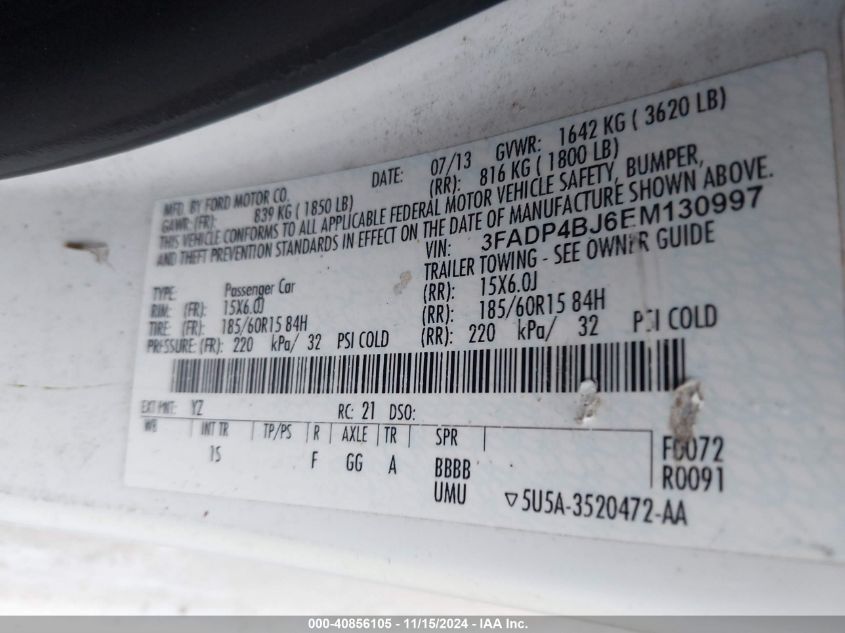 MFD. BY FORD MOTOR CO.
DATE: 07/13 GVWR: 1642 KG ( 3620 LB)
GAWR: (FR): 839 KG ( 1850 LB) (RR): 816 KG ( 1800 LB)
THIS VEHICLE CONFORMS TO ALL APPLICABLE FEDERAL MOTOR VEHICLE SAFETY, BUMPER,
AND THEFT PREVENTION STANDARDS IN EFFECT ON THE DATE OF MANUFACTURE SHOWN ABOVE.
VIN: 3FADP4BJ6EM130997
TRAILER TOWING - SEE OWNER GUIDE
TYPE: Passenger Car
RIM: (FR): 15X6.0J (RR): 15X6.0J
TIRE: (FR): 185/60R15 84H (RR): 185/60R15 84H
PRESSURE: (FR): 220 kPa/ 32 PSI COLD (RR): 220 kPa/ 32 PSI COLD
EXT PNT: YZ RC: 21 DSO:
WB INT TR TP/PS R AXLE TR SPR
15 F GG A BBBB
UMU
F0072
R0091
▽5U5A-3520472-AA
000-40856105 - 11/15/2024 - IAA Inc.